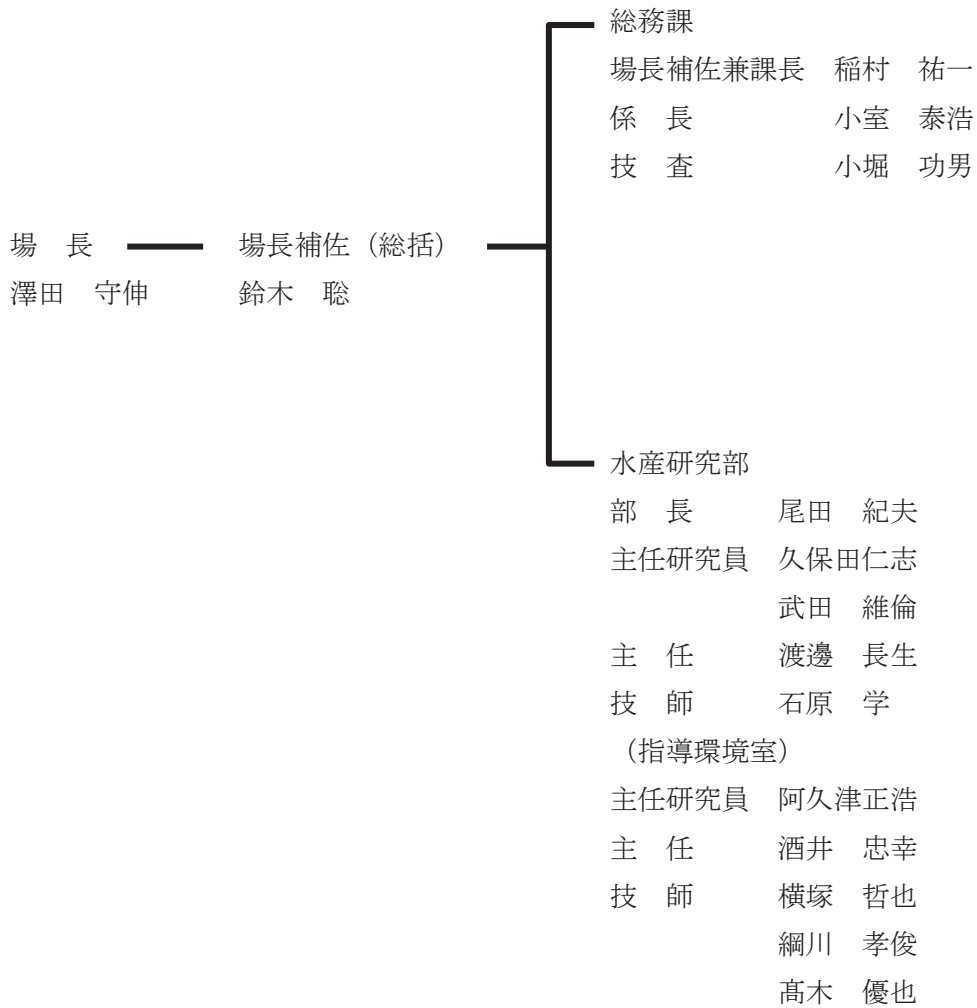 場　長
澤田　守伸
場長補佐（総括）
鈴木　聡
総務課
場長補佐兼課長　稲村　祐一
係　長　小室　泰浩
技　査　小堀　功男
水産研究部
部　長　尾田　紀夫
主任研究員　久保田仁志
武田　維倫
主　任　渡邊　長生
技　師　石原　学
（指導環境室）
主任研究員　阿久津正浩
主　任　酒井　忠幸
技　師　横塚　哲也
綱川　孝俊
髙木　優也